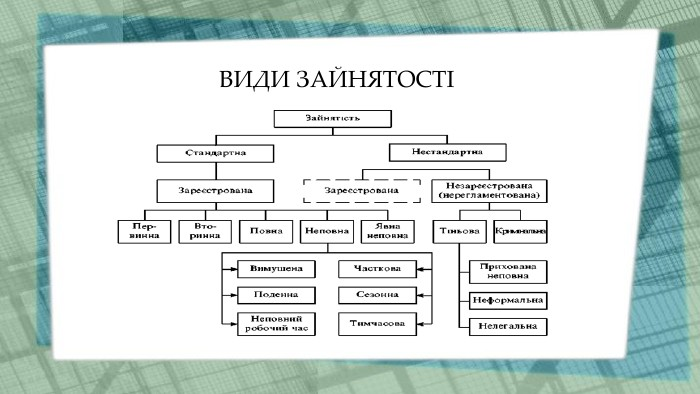 ВИДИ ЗАЙНЯТОСТІ
Зайнятість
Стандартна
Нестандартна
Зареєстрована
Зареєстрована
Незареєстрована
(нерегламентована)
Пер-
винна
Вто-
ринна
Повна
Неповна
Явна
неповна
Тіньова
Кримінальна
Вимушена
Часткова
Прихована
неповна
Поденна
Сезонна
Неформальна
Неповний
робочий час
Тимчасова
Нелегальна